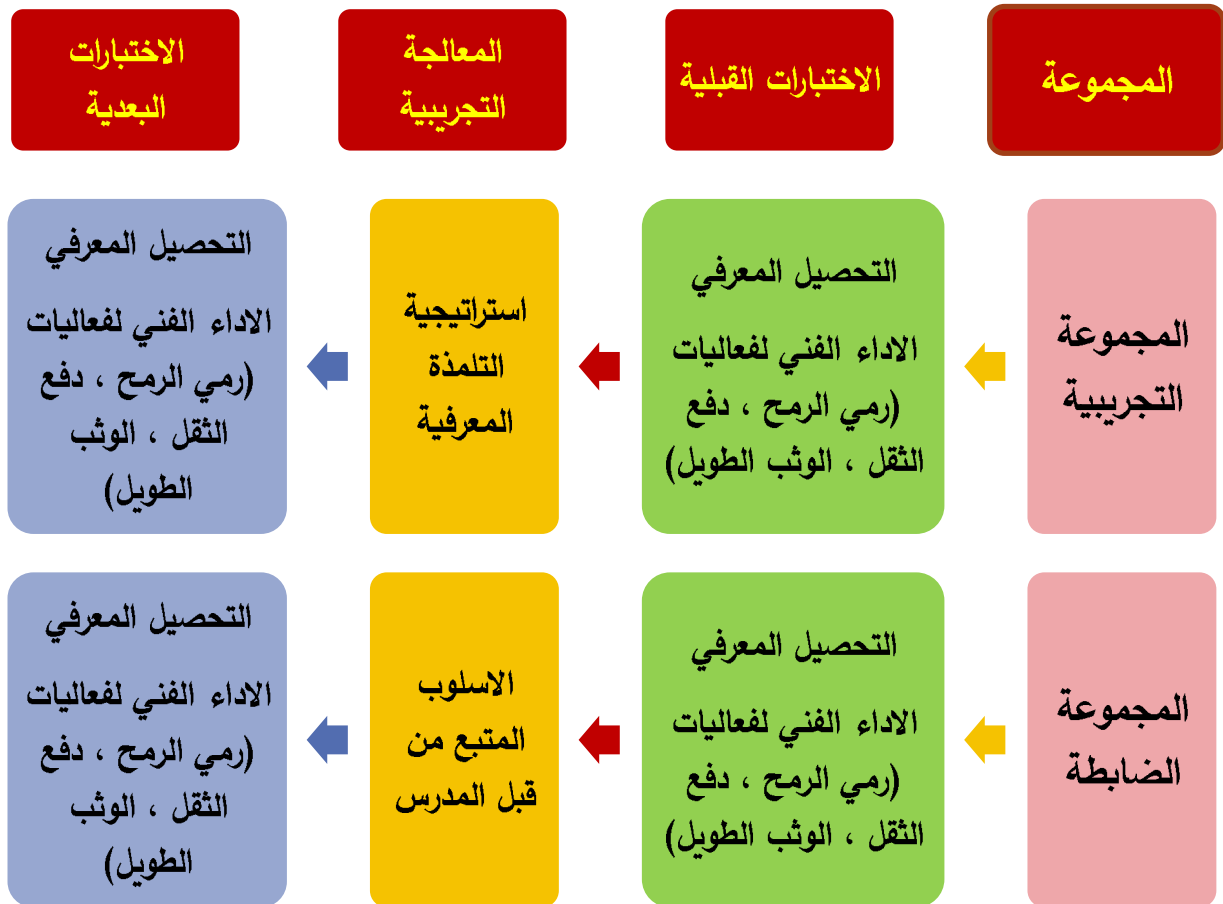 المجموعة
الاختبارات القبلية
المعالجة
التجريبية
الاختبارات
البعدية
المجموعة
التجريبية
التحصيل المعرفي
الاداء الفني لفعاليات
(رمي الرمح ، دفع
الثقل ، الوثب الطويل)
استراتيجية
التلمذة
المعرفية
التحصيل المعرفي
الاداء الفني لفعاليات
(رمي الرمح ، دفع
الثقل ، الوثب
الطويل)
المجموعة
الضابطة
التحصيل المعرفي
الاداء الفني لفعاليات
(رمي الرمح ، دفع
الثقل ، الوثب الطويل)
الاسلوب
المتبع من
قبل المدرس
التحصيل المعرفي
الاداء الفني لفعاليات
(رمي الرمح ، دفع
الثقل ، الوثب
الطويل)